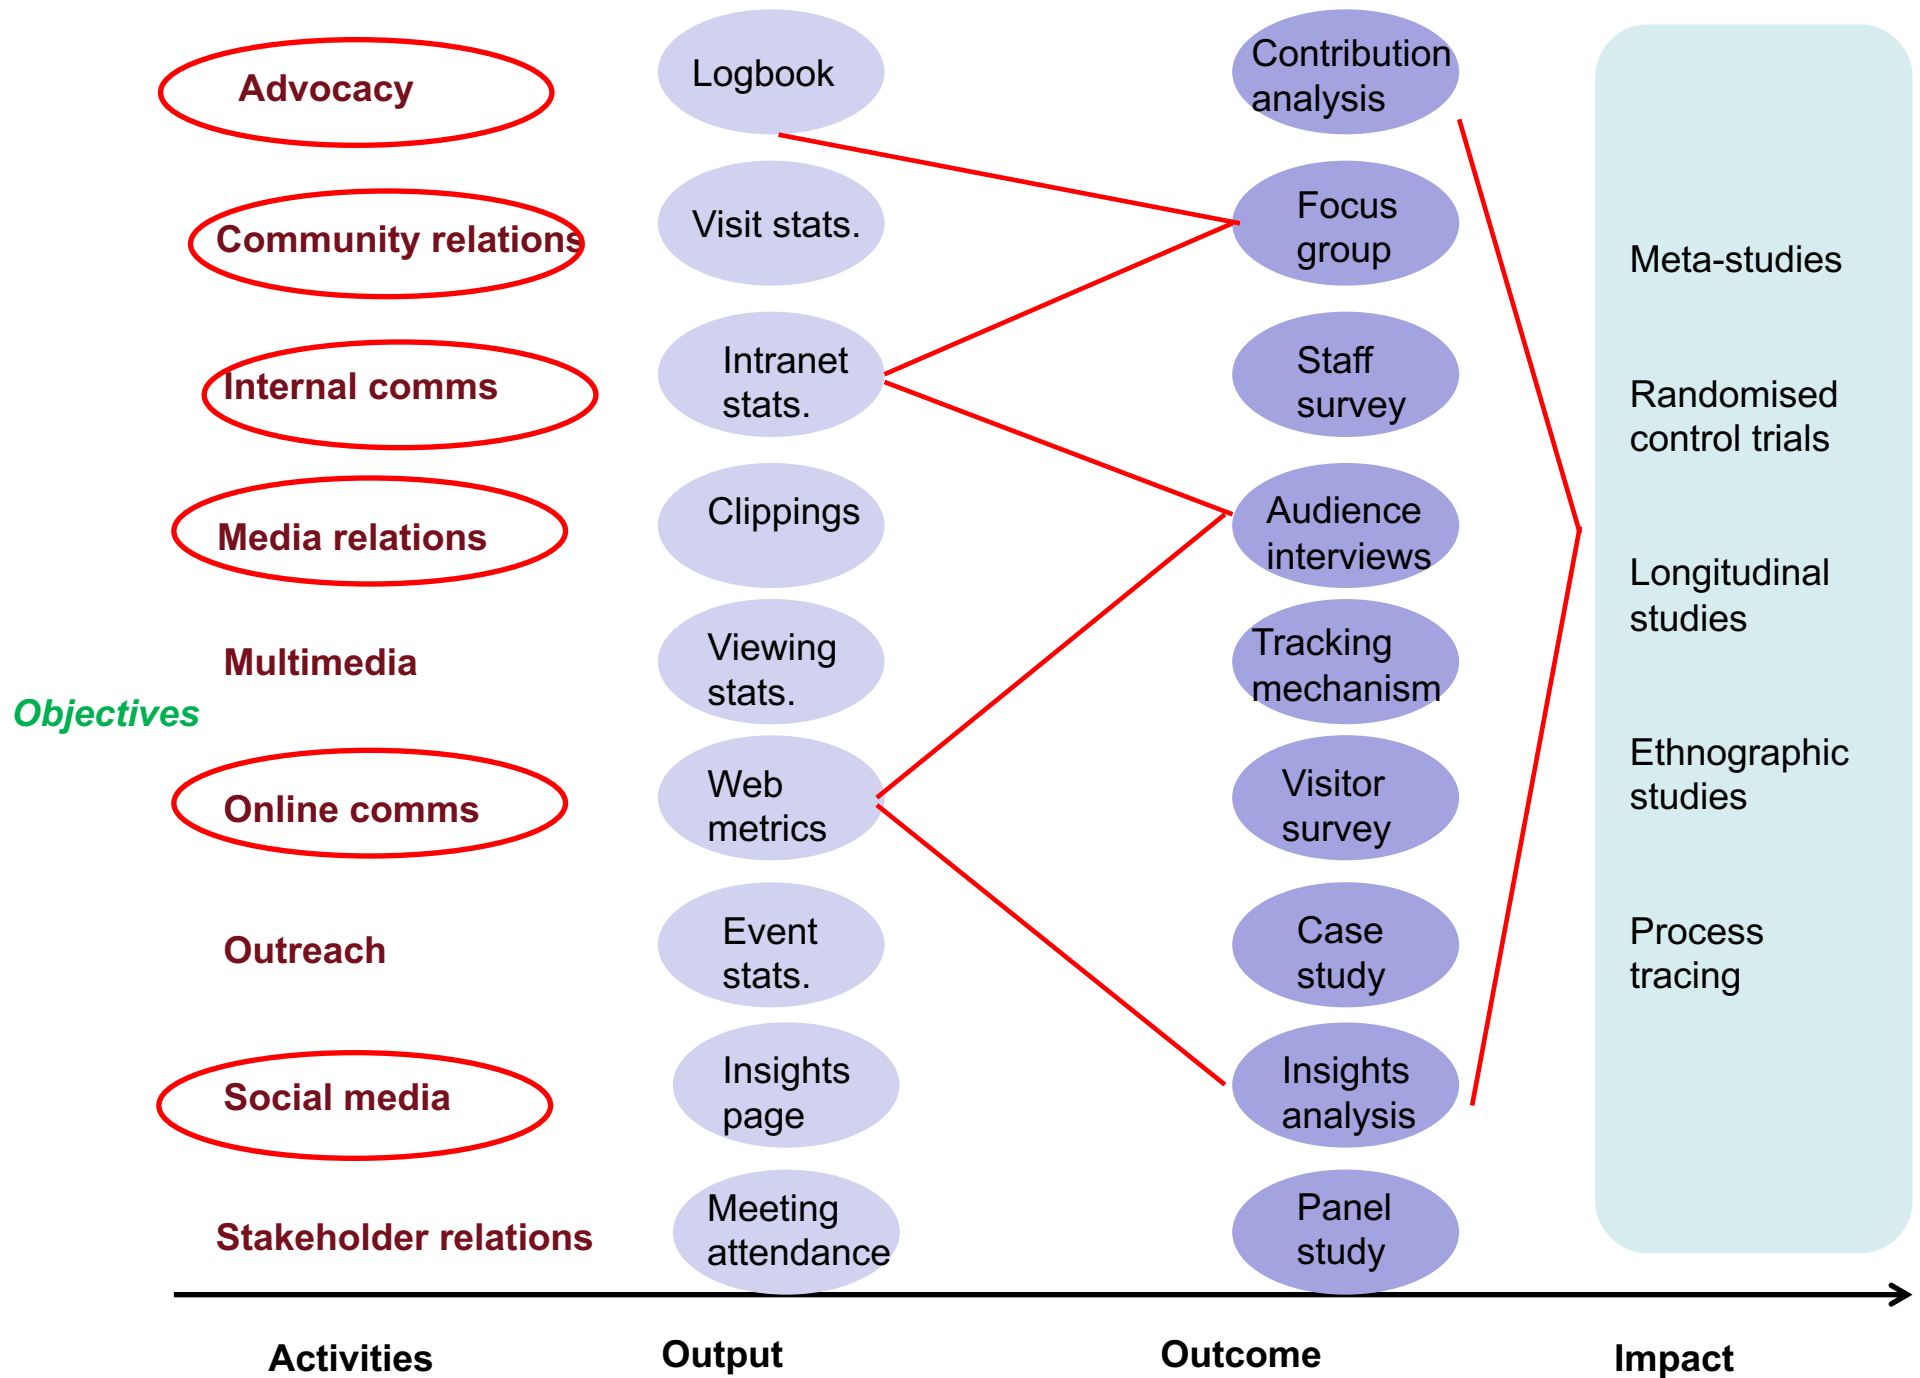 Advocacy
Logbook
Contribution
analysis
Community relations
Visit stats.
Focus
group
Meta-studies
Internal comms
Intranet
stats.
Staff
survey
Randomised
control trials
Media relations
Clippings
Audience
interviews
Longitudinal
studies
Multimedia
Viewing
stats.
Tracking
mechanism
Objectives
Online comms
Web
metrics
Visitor
survey
Ethnographic
studies
Outreach
Event
stats.
Case
study
Process
tracing
Social media
Insights
page
Insights
analysis
Stakeholder relations
Meeting
attendance
Panel
study
Activities
Output
Outcome
Impact